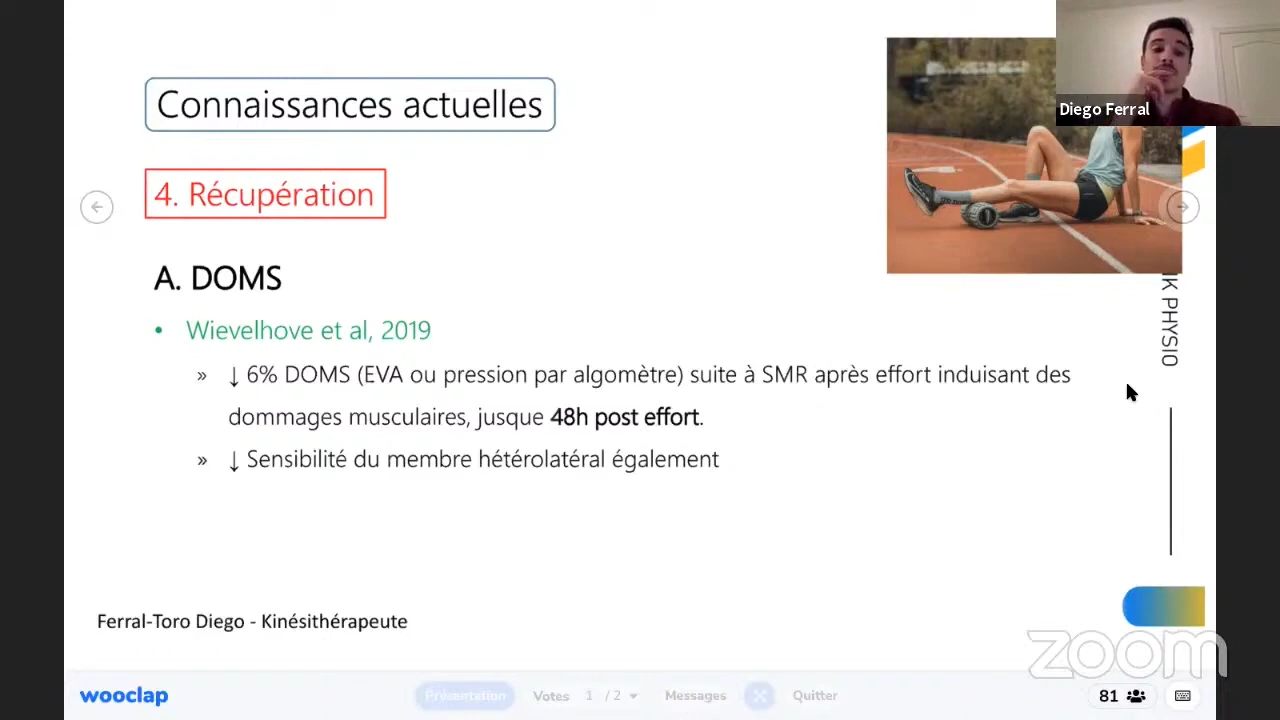 Connaissances actuelles
Diego Ferral
4. Récupération
A. DOMS
IK PHYSIO
• Wievelhove et al, 2019
» ↓ 6% DOMS (EVA ou pression par algomètre) suite à SMR après effort induisant des
dommages musculaires, jusque 48h post effort.
» ↓ Sensibilité du membre hétérolatéral également
Ferral-Toro Diego - Kinésithérapeute
zoom
wooclap
Présentation Votes 1 / 2 Messages Quitter 81